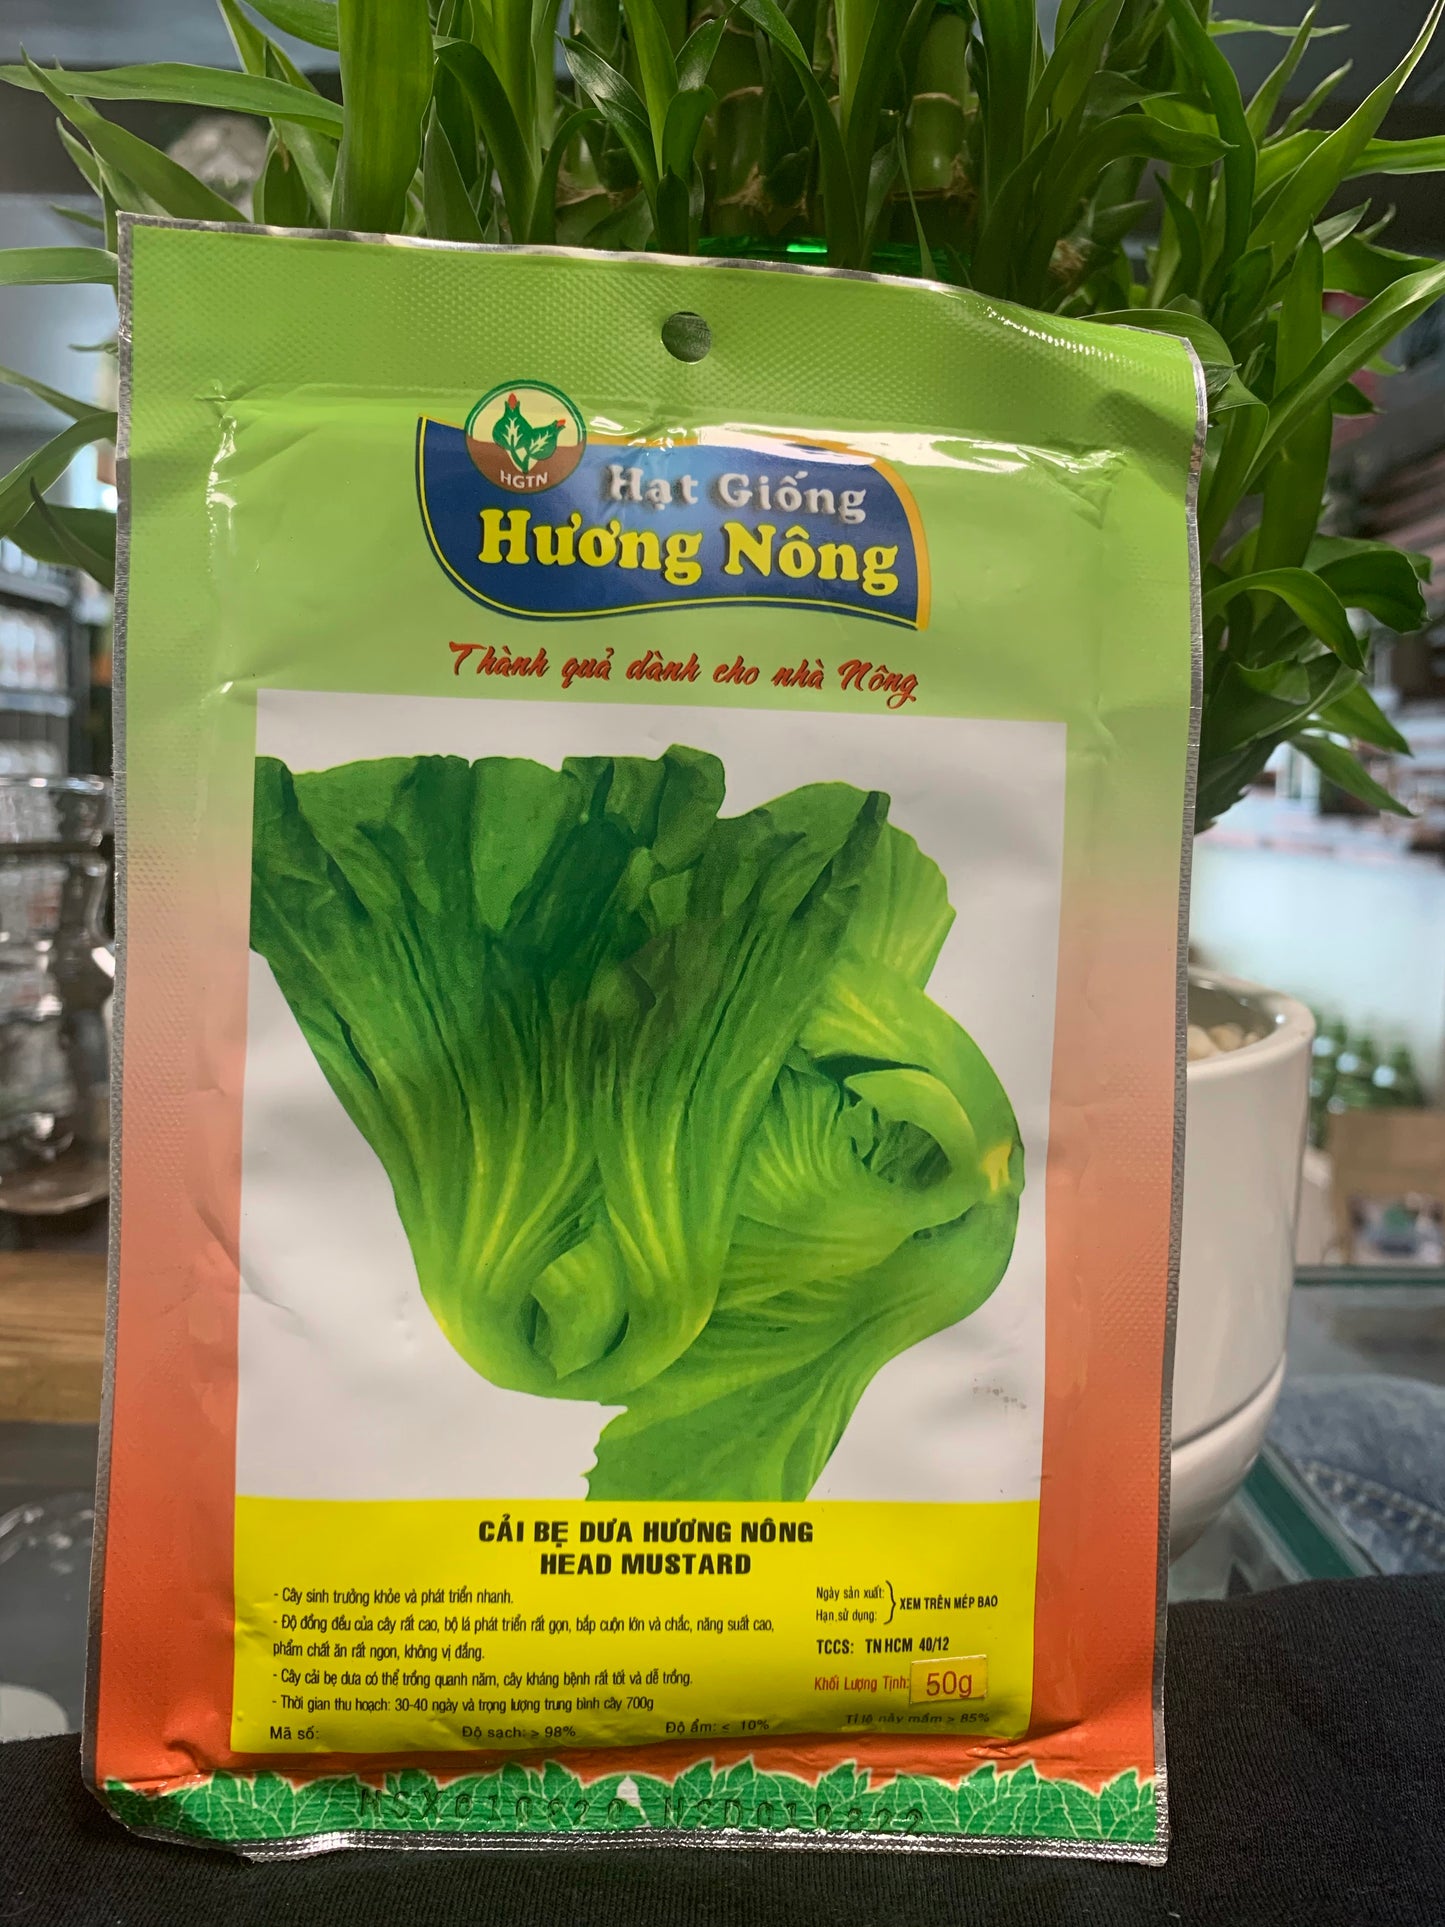 HGTN
Hạt Giống
Hương Nông
Thành quả dành cho nhà Nông
CẢI BẸ DƯA HƯƠNG NÔNG
HEAD MUSTARD
- Cây sinh trưởng khỏe và phát triển nhanh.
- Độ đồng đều của cây rất cao, bộ lá phát triển rất gọn, bắp cuộn lớn và chắc, năng suất cao,
phẩm chất ăn rất ngon, không vị đắng.
- Cây cải bẹ dưa có thể trồng quanh năm, cây kháng bệnh rất tốt và dễ trồng.
- Thời gian thu hoạch: 30-40 ngày và trọng lượng trung bình cây 700g
Ngày sản xuất:
Hạn sử dụng:
XEM TRÊN MÉP BAO
TCCS: TN HCM 40/12
Khối Lượng Tịnh: 50g
Mã số: Độ sạch: ≥ 98% Độ ẩm: ≤ 10% Tỉ lệ nảy mầm > 85%
NSX010820 HSD010822